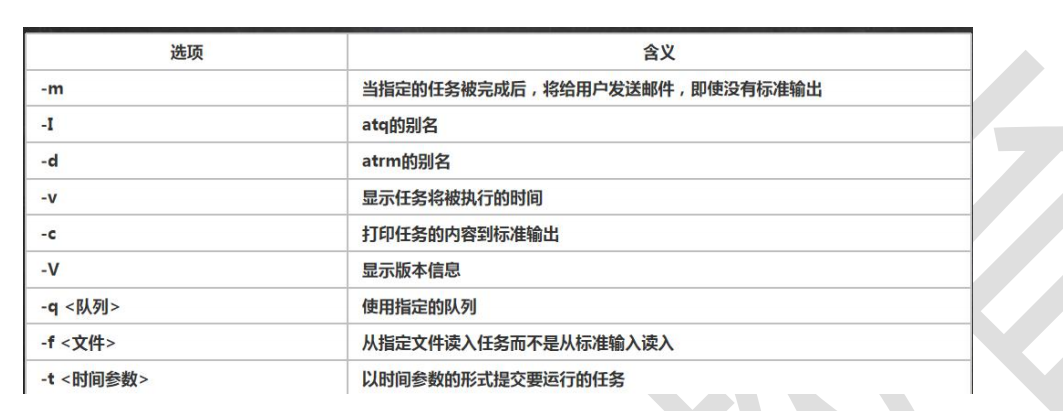 选项 含义
-m 当指定的任务被完成后，将给用户发送邮件，即使没有标准输出
-I atq的别名
-d atrm的别名
-v 显示任务将被执行的时间
-c 打印任务的内容到标准输出
-V 显示版本信息
-q <队列> 使用指定的队列
-f <文件> 从指定文件读入任务而不是从标准输入读入
-t <时间参数> 以时间参数的形式提交要运行的任务